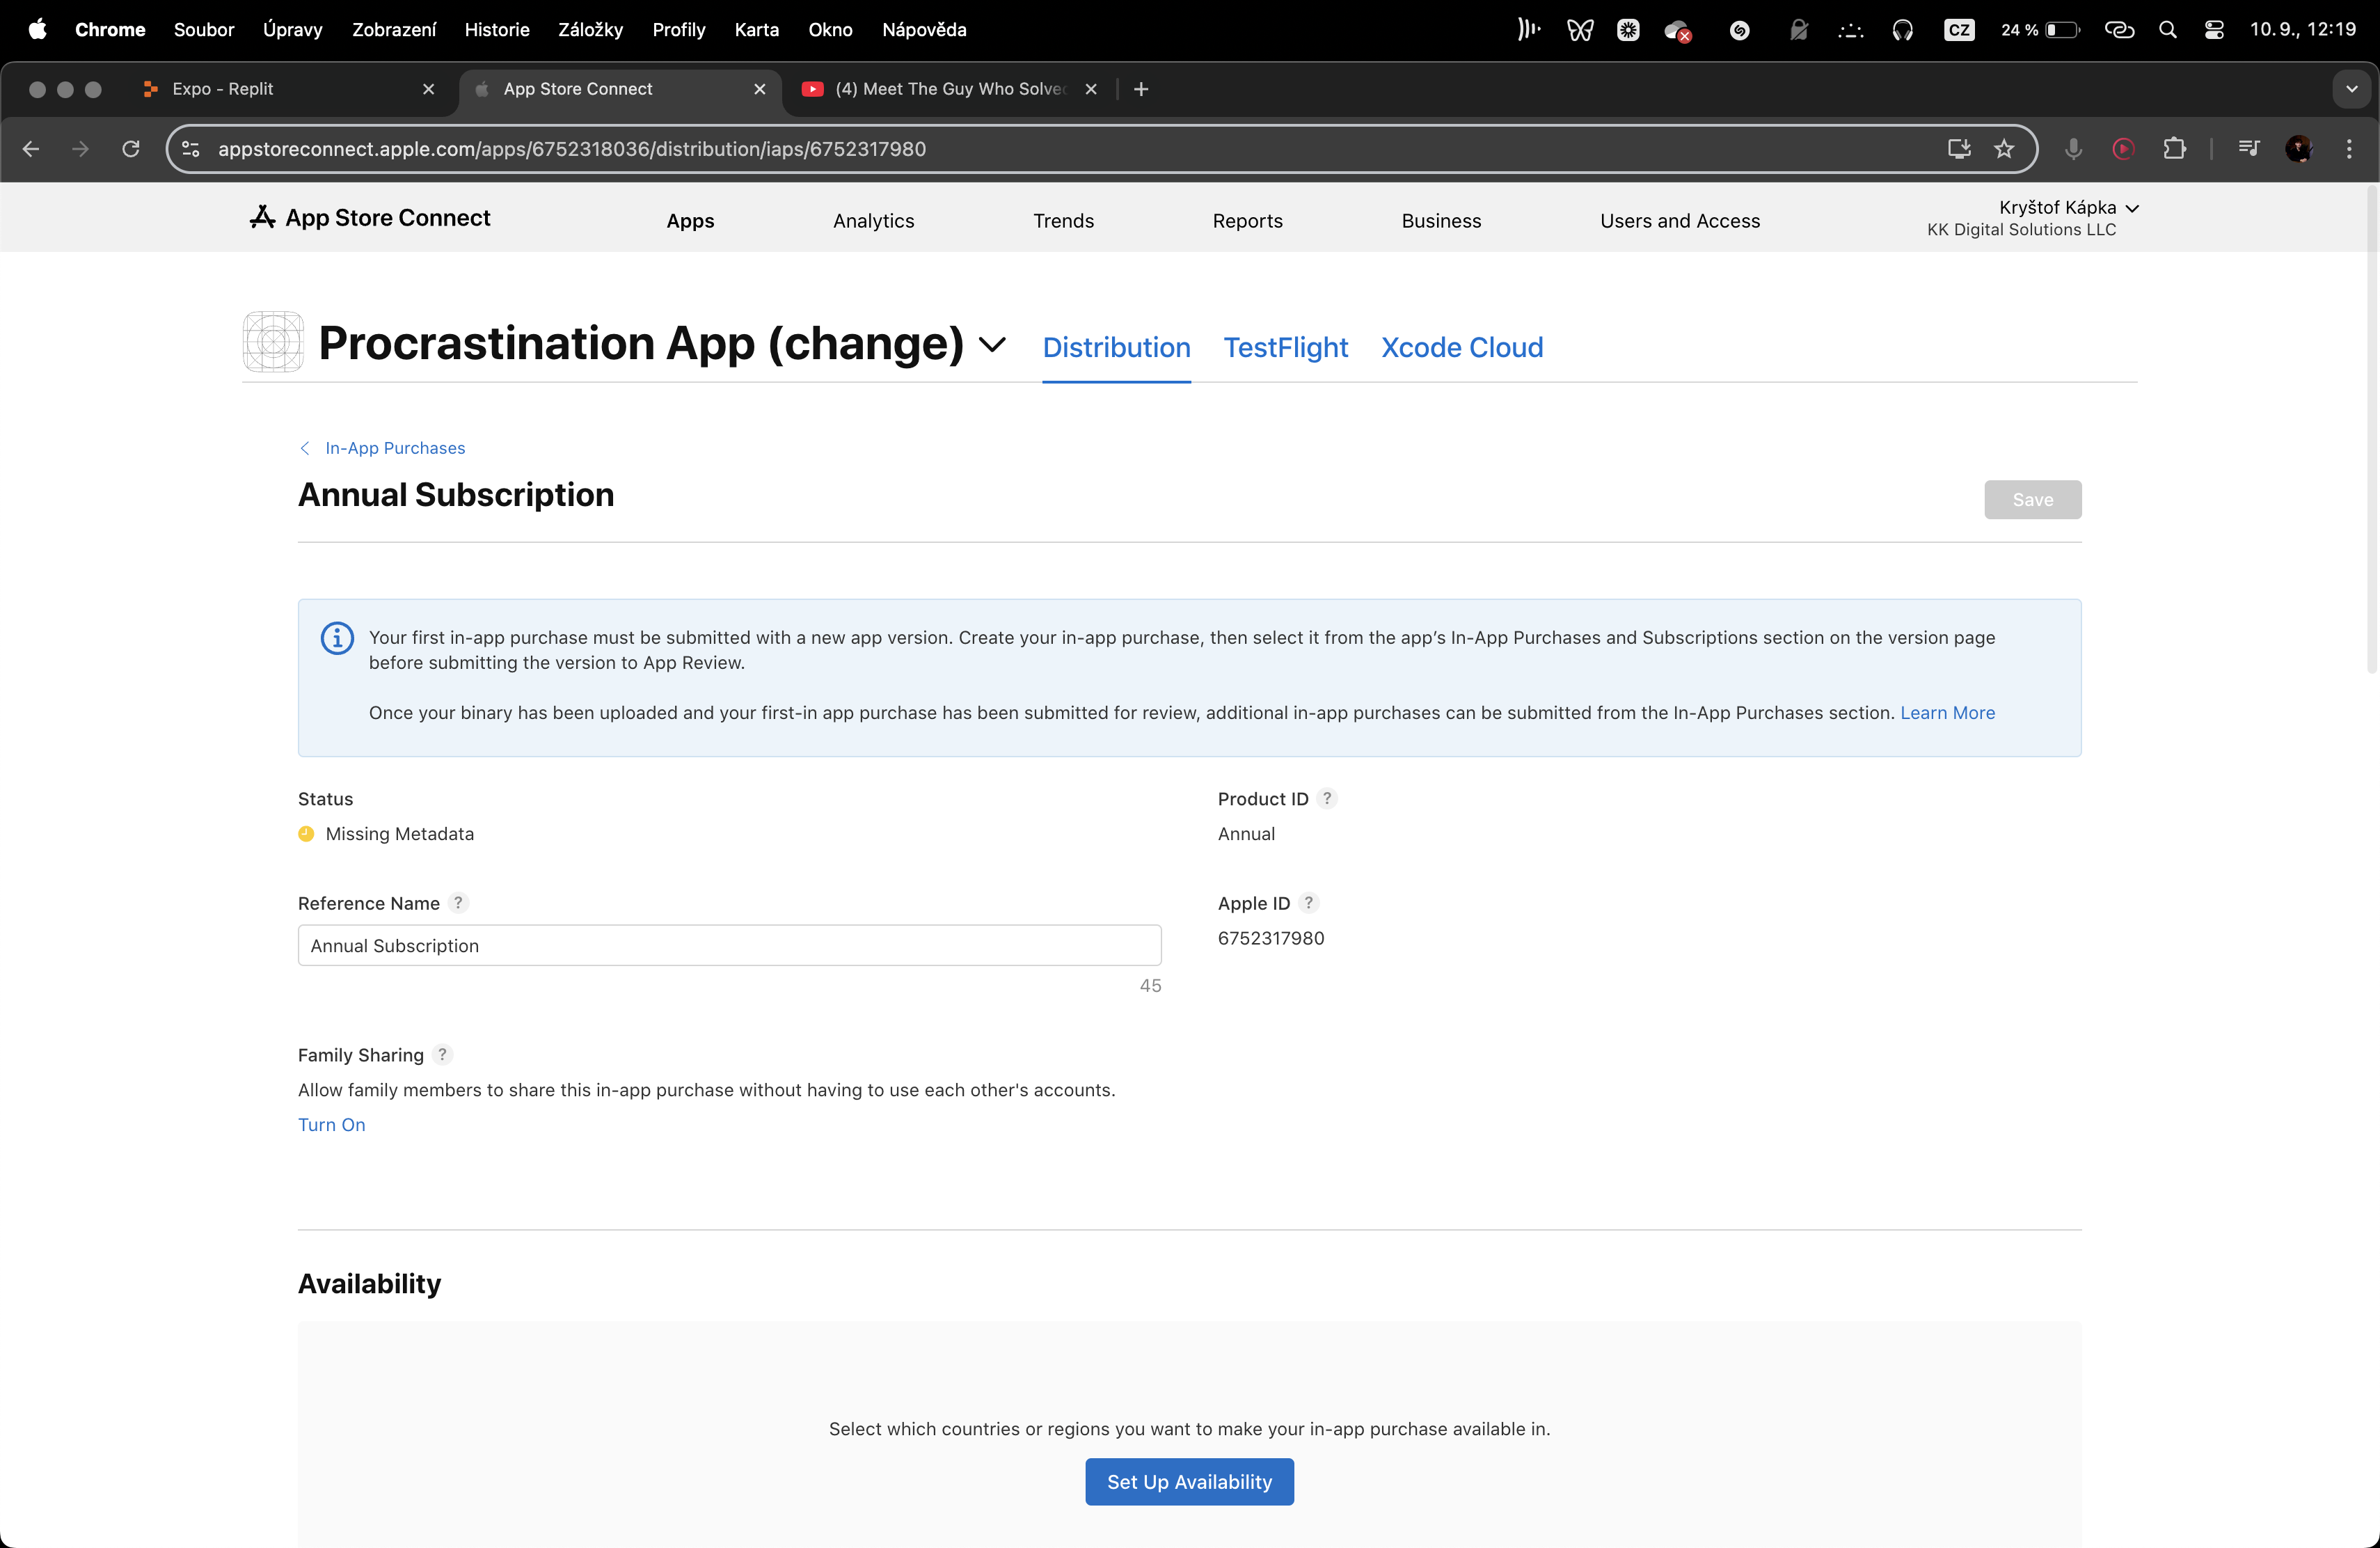 Chrome Soubor Úpravy Zobrazení Historie Záložky Profily Karta Okno Nápověda CZ 24 % 10. 9., 12:19
Expo - Replit App Store Connect (4) Meet The Guy Who Solved
appstoreconnect.apple.com/apps/6752318036/distribution/iaps/6752317980
App Store Connect Apps Analytics Trends Reports Business Users and Access Kryštof Kápka
KK Digital Solutions LLC
Procrastination App (change) Distribution TestFlight Xcode Cloud
In-App Purchases
Annual Subscription Save
Your first in-app purchase must be submitted with a new app version. Create your in-app purchase, then select it from the app’s In-App Purchases and Subscriptions section on the version page
before submitting the version to App Review.
Once your binary has been uploaded and your first-in app purchase has been submitted for review, additional in-app purchases can be submitted from the In-App Purchases section. Learn More
Status Product ID ?
Missing Metadata Annual
Reference Name ? Apple ID ?
Annual Subscription 6752317980
45
Family Sharing ?
Allow family members to share this in-app purchase without having to use each other's accounts.
Turn On
Availability
Select which countries or regions you want to make your in-app purchase available in.
Set Up Availability